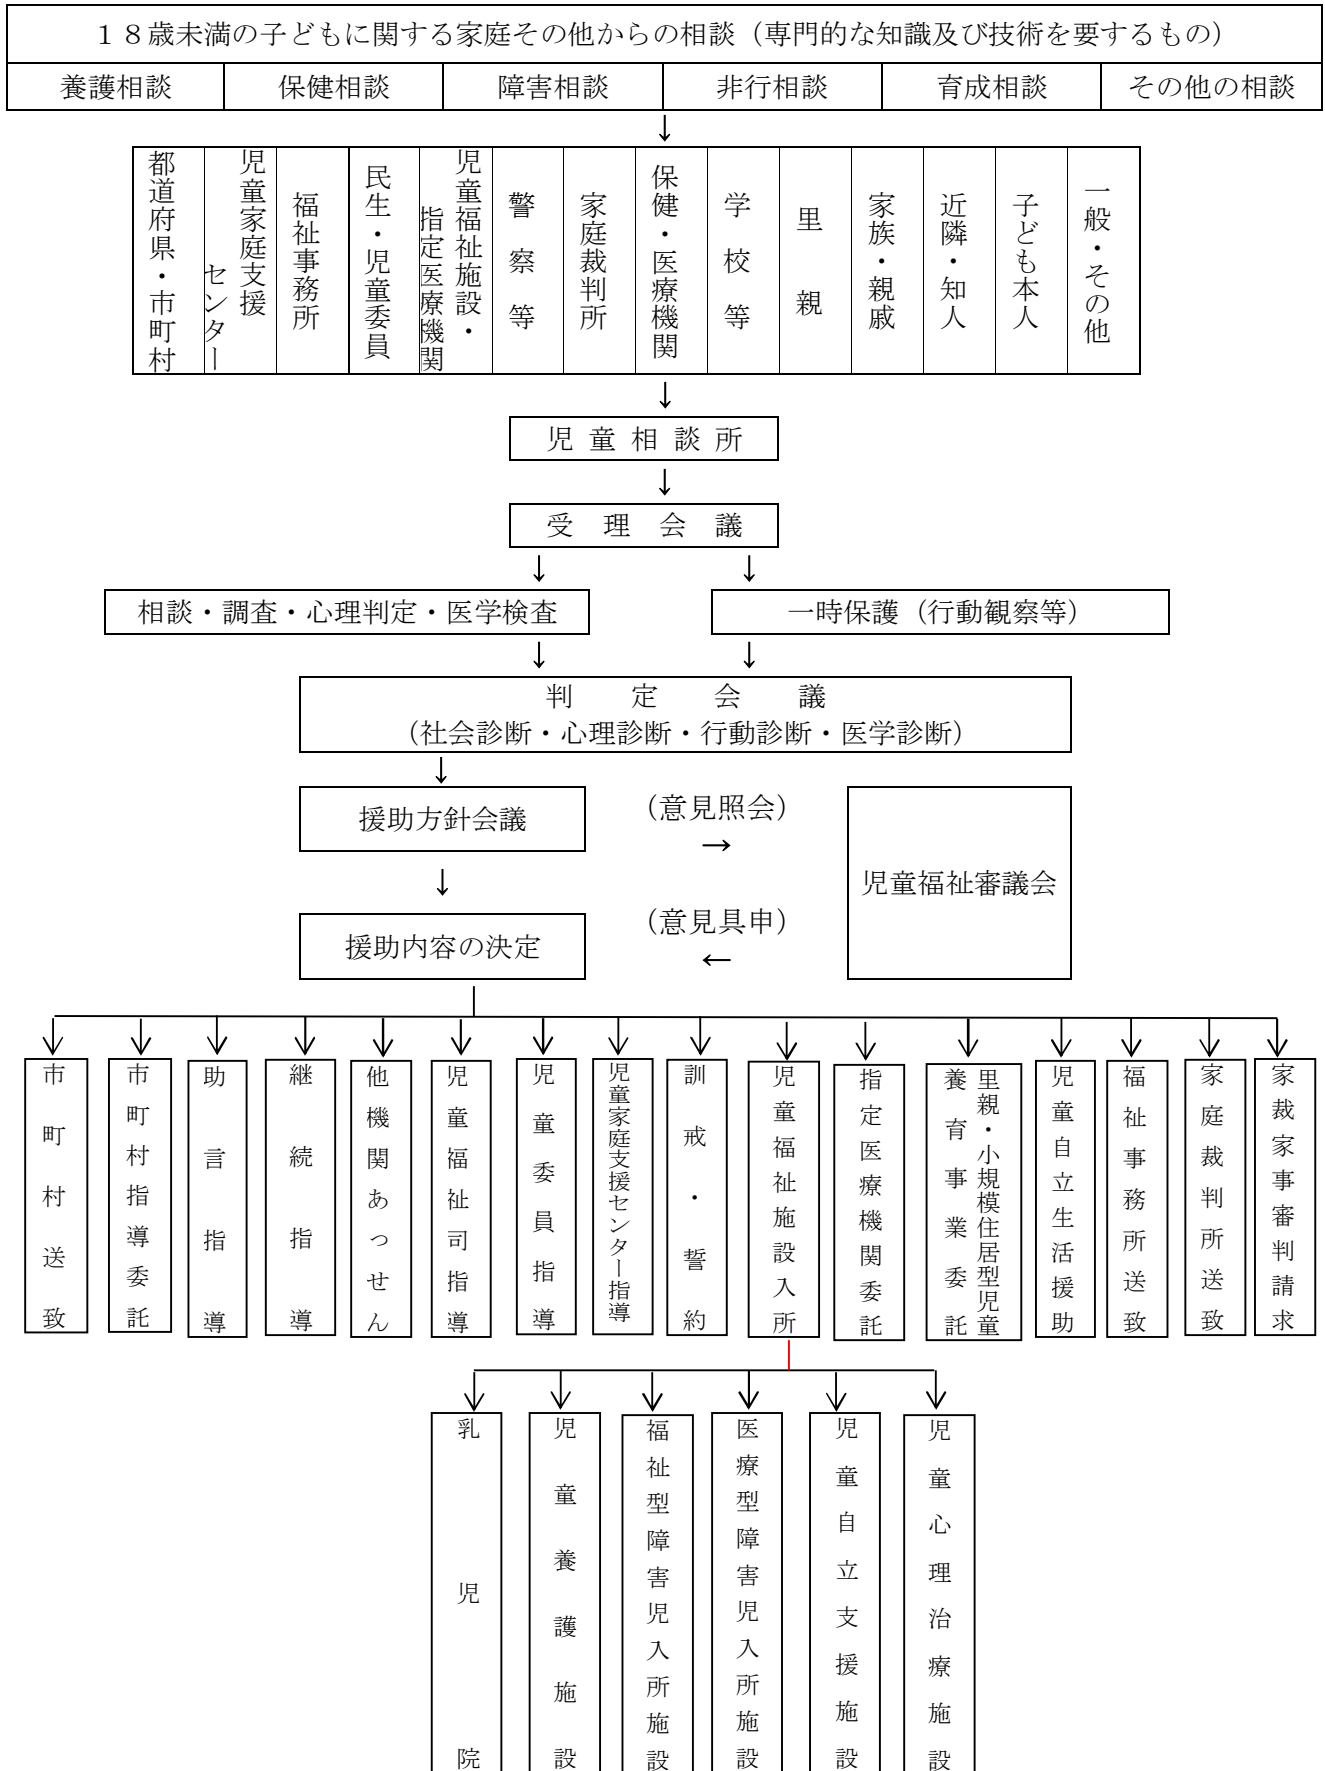 １８歳未満の子どもに関する家庭その他からの相談（専門的な知識及び技術を要するもの）
養護相談
保健相談
障害相談
非行相談
育成相談
その他の相談
↓
都道府県・市町村
児童家庭支援
センター
福祉事務所
民生・児童委員
児童福祉施設・
指定医療機関
警察等
家庭裁判所
保健・医療機関
学校等
里親
家族・親戚
近隣・知人
子ども本人
一般・その他
↓
児童相談所
↓
受理会議
↓ ↓
相談・調査・心理判定・医学検査
一時保護（行動観察等）
↓ ↓
判定会議
（社会診断・心理診断・行動診断・医学診断）
↓
援助方針会議
（意見照会）
→
児童福祉審議会
↓
援助内容の決定
（意見具申）
←
市町村送致
市町村指導委託
助言指導
継続指導
他機関あっせん
児童福祉司指導
児童委員指導
児童家庭支援センター指導
訓戒・誓約
児童福祉施設入所
指定医療機関委託
里親・小規模住居型児童
養育事業委託
児童自立生活援助
福祉事務所送致
家庭裁判所送致
家裁家事審判請求
乳児院
児童養護施設
福祉型障害児入所施設
医療型障害児入所施設
児童自立支援施設
児童心理治療施設